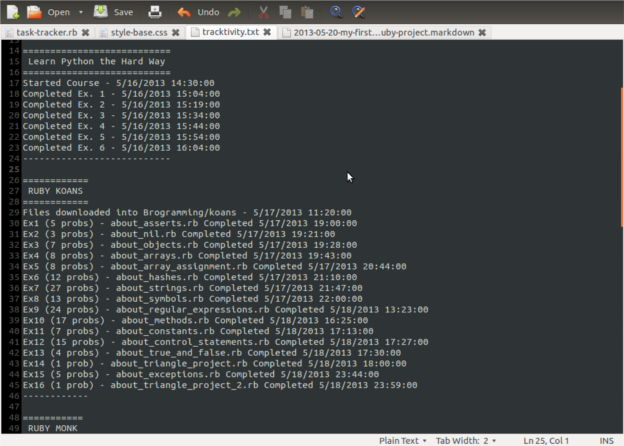 Open Save Undo
task-tracker.rb style-base.css tracktivity.txt 2013-05-20-my-first...uby-project.markdown
14 ===========================
15 Learn Python the Hard Way
16 ===========================
17 Started Course - 5/16/2013 14:30:00
18 Completed Ex. 1 - 5/16/2013 15:04:00
19 Completed Ex. 2 - 5/16/2013 15:19:00
20 Completed Ex. 3 - 5/16/2013 15:34:00
21 Completed Ex. 4 - 5/16/2013 15:44:00
22 Completed Ex. 5 - 5/16/2013 15:54:00
23 Completed Ex. 6 - 5/16/2013 16:04:00
24 ---------------------------
25
26 ============
27 RUBY KOANS
28 ============
29 Files downloaded into Brogramming/koans - 5/17/2013 11:20:00
30 Ex1 (5 probs) - about_asserts.rb Completed 5/17/2013 19:00:00
31 Ex2 (3 probs) - about_nil.rb Completed 5/17/2013 19:21:00
32 Ex3 (7 probs) - about_objects.rb Completed 5/17/2013 19:28:00
33 Ex4 (8 probs) - about_arrays.rb Completed 5/17/2013 19:43:00
34 Ex5 (8 probs) - about_array_assignment.rb Completed 5/17/2013 20:44:00
35 Ex6 (12 probs) - about_hashes.rb Completed 5/17/2013 21:10:00
36 Ex7 (27 probs) - about_strings.rb Completed 5/17/2013 21:47:00
37 Ex8 (13 probs) - about_symbols.rb Completed 5/17/2013 22:00:00
38 Ex9 (24 probs) - about_regular_expressions.rb Completed 5/18/2013 13:23:00
39 Ex10 (17 probs) - about_methods.rb Completed 5/18/2013 16:25:00
40 Ex11 (7 probs) - about_constants.rb Completed 5/18/2013 17:13:00
41 Ex12 (15 probs) - about_control_statements.rb Completed 5/18/2013 17:27:00
42 Ex13 (4 probs) - about_true_and_false.rb Completed 5/18/2013 17:30:00
43 Ex14 (1 prob) - about_triangle_project.rb Completed 5/18/2013 18:00:00
44 Ex15 (5 probs) - about_exceptions.rb Completed 5/18/2013 23:44:00
45 Ex16 (1 prob) - about_triangle_project_2.rb Completed 5/18/2013 23:59:00
46 ------------
47
48 ===========
49 RUBY MONK
Plain Text Tab Width: 2 Ln 25, Col 1 INS